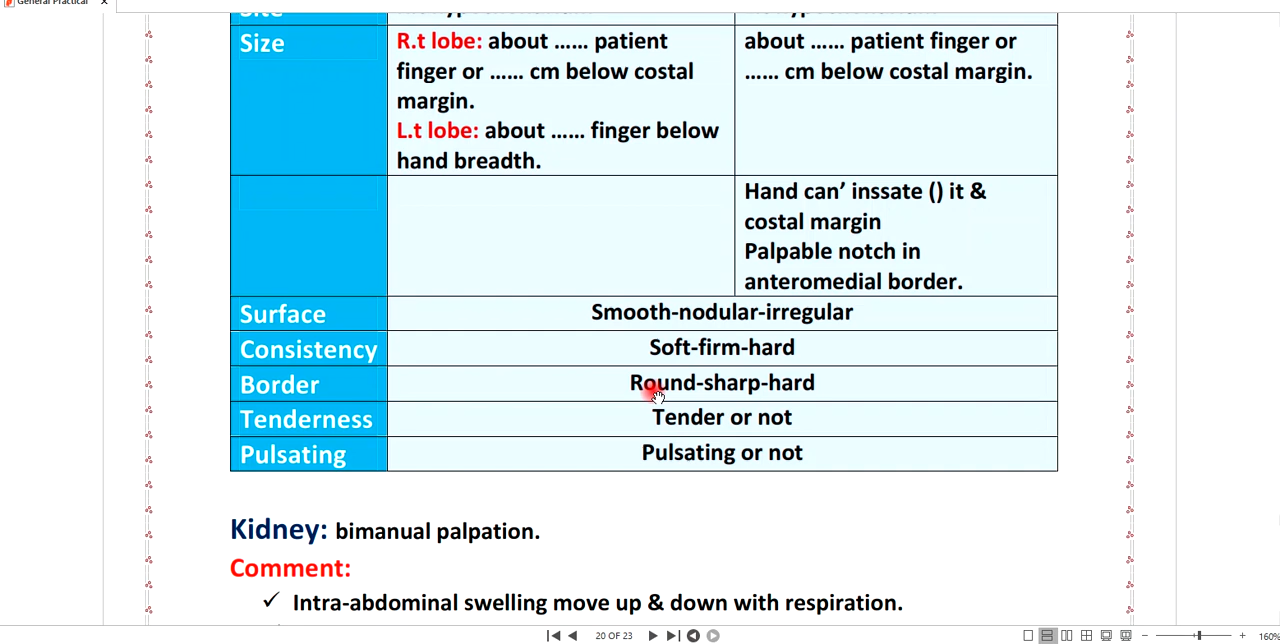 General Practical
Size
R.t lobe: about ...... patient
finger or ...... cm below costal
margin.
L.t lobe: about ...... finger below
hand breadth.
about ...... patient finger or
...... cm below costal margin.
Hand can' inssate () it &
costal margin
Palpable notch in
anteromedial border.
Surface
Smooth-nodular-irregular
Consistency
Soft-firm-hard
Border
Round-sharp-hard
Tenderness
Tender or not
Pulsating
Pulsating or not
Kidney: bimanual palpation.
Comment:
✓ Intra-abdominal swelling move up & down with respiration.
20 OF 23
160%